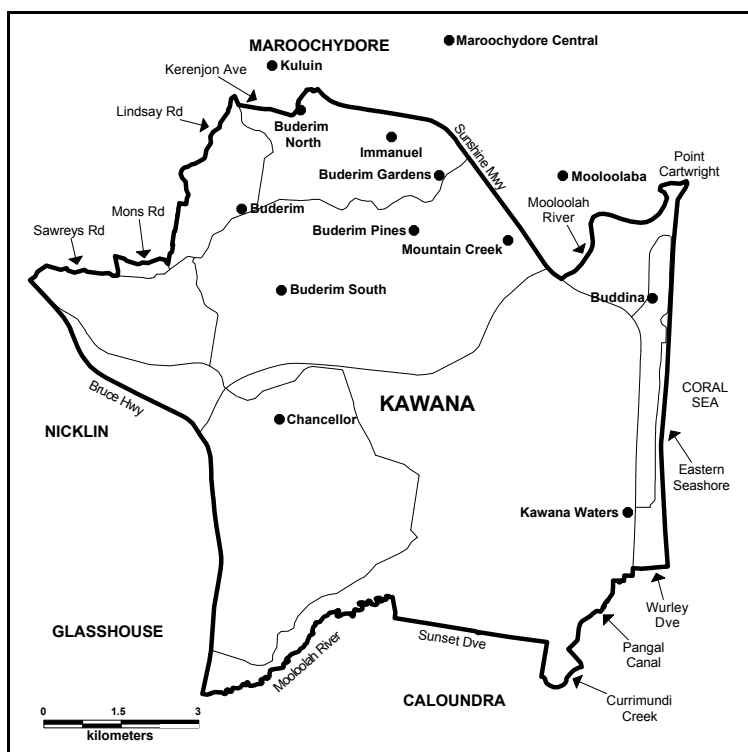 MAROOCHYDORE
Maroochydore Central
Kerenjon Ave
Kuluin
Lindsay Rd
Buderim
North
Immanuel
Sunshine Mwy
Buderim Gardens
Mooloolaba
Point
Cartwright
Mooloolah
River
Mons Rd
Buderim
Sawreys Rd
Buderim Pines
Mountain Creek
Buderim South
Buddina
Bruce Hwy
KAWANA
CORAL
SEA
NICKLIN
Chancellor
Eastern
Seashore
Kawana Waters
Wurley
Dve
GLASSHOUSE
Mooloolah River
Sunset Dve
Pangal
Canal
CALOUNDRA
Currimundi
Creek
0 1.5 3
kilometers